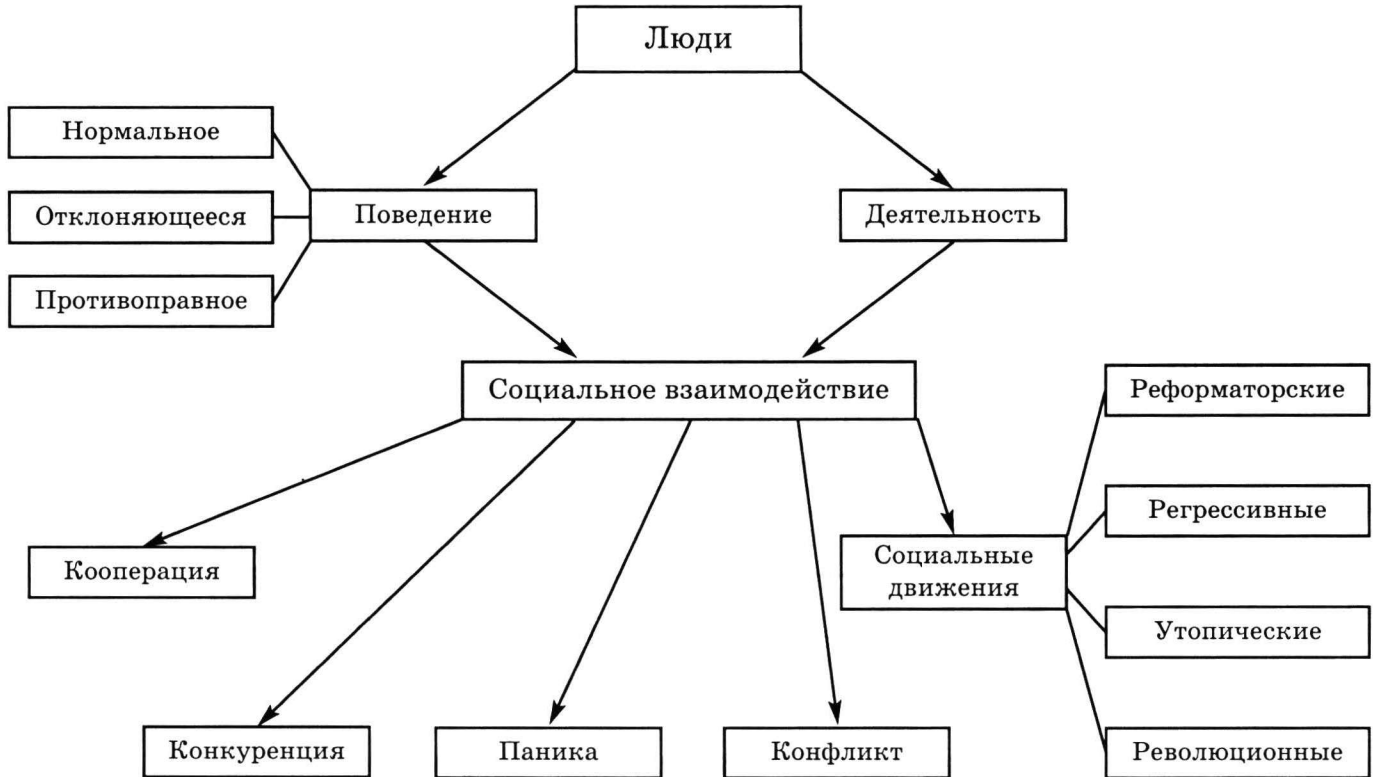 Люди
Нормальное
Отклоняющееся
Поведение
Деятельность
Противоправное
Социальное взаимодействие
Реформаторские
Регрессивные
Кооперация
Социальные
движения
Утопические
Конкуренция
Паника
Конфликт
Революционные